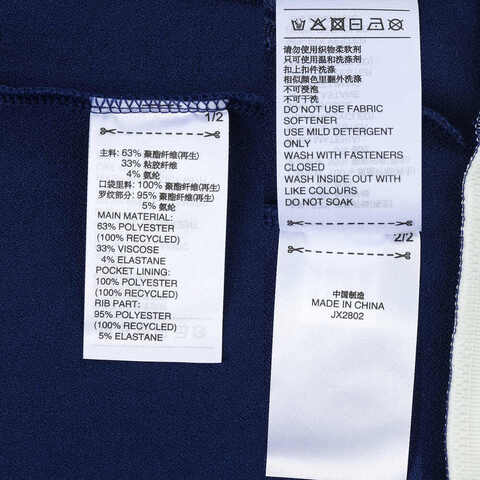 1/2
主料: 63% 聚酯纤维(再生)
33% 粘胶纤维
4% 氨纶
口袋里料: 100% 聚酯纤维(再生)
罗纹部分: 95% 聚酯纤维(再生)
5% 氨纶
MAIN MATERIAL:
63% POLYESTER
(100% RECYCLED)
33% VISCOSE
4% ELASTANE
POCKET LINING:
100% POLYESTER
(100% RECYCLED)
RIB PART:
95% POLYESTER
(100% RECYCLED)
5% ELASTANE
请勿使用织物柔软剂
只可使用温和洗涤剂
扣上扣件洗涤
相似颜色里面翻外洗涤
不可浸泡
不可干洗
DO NOT USE FABRIC
SOFTENER
USE MILD DETERGENT
ONLY
WASH WITH FASTENERS
CLOSED
WASH INSIDE OUT WITH
LIKE COLOURS
DO NOT SOAK
2/2
中国制造
MADE IN CHINA
JX2802